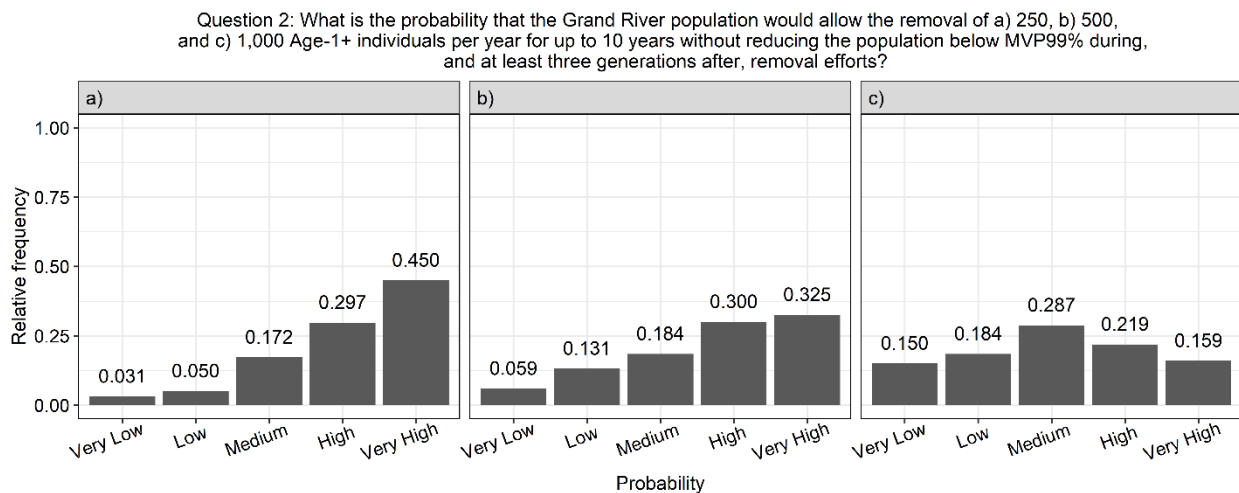 Question 2: What is the probability that the Grand River population would allow the removal of a) 250, b) 500,
and c) 1,000 Age-1+ individuals per year for up to 10 years without reducing the population below MVP99% during,
and at least three generations after, removal efforts?
a)
b)
c)
Relative frequency
1.00
0.75
0.50
0.25
0.00
0.031
0.050
0.172
0.297
0.450
0.059
0.131
0.184
0.300
0.325
0.150
0.184
0.287
0.219
0.159
Very Low
Low
Medium
High
Very High
Very Low
Low
Medium
High
Very High
Very Low
Low
Medium
High
Very High
Probability